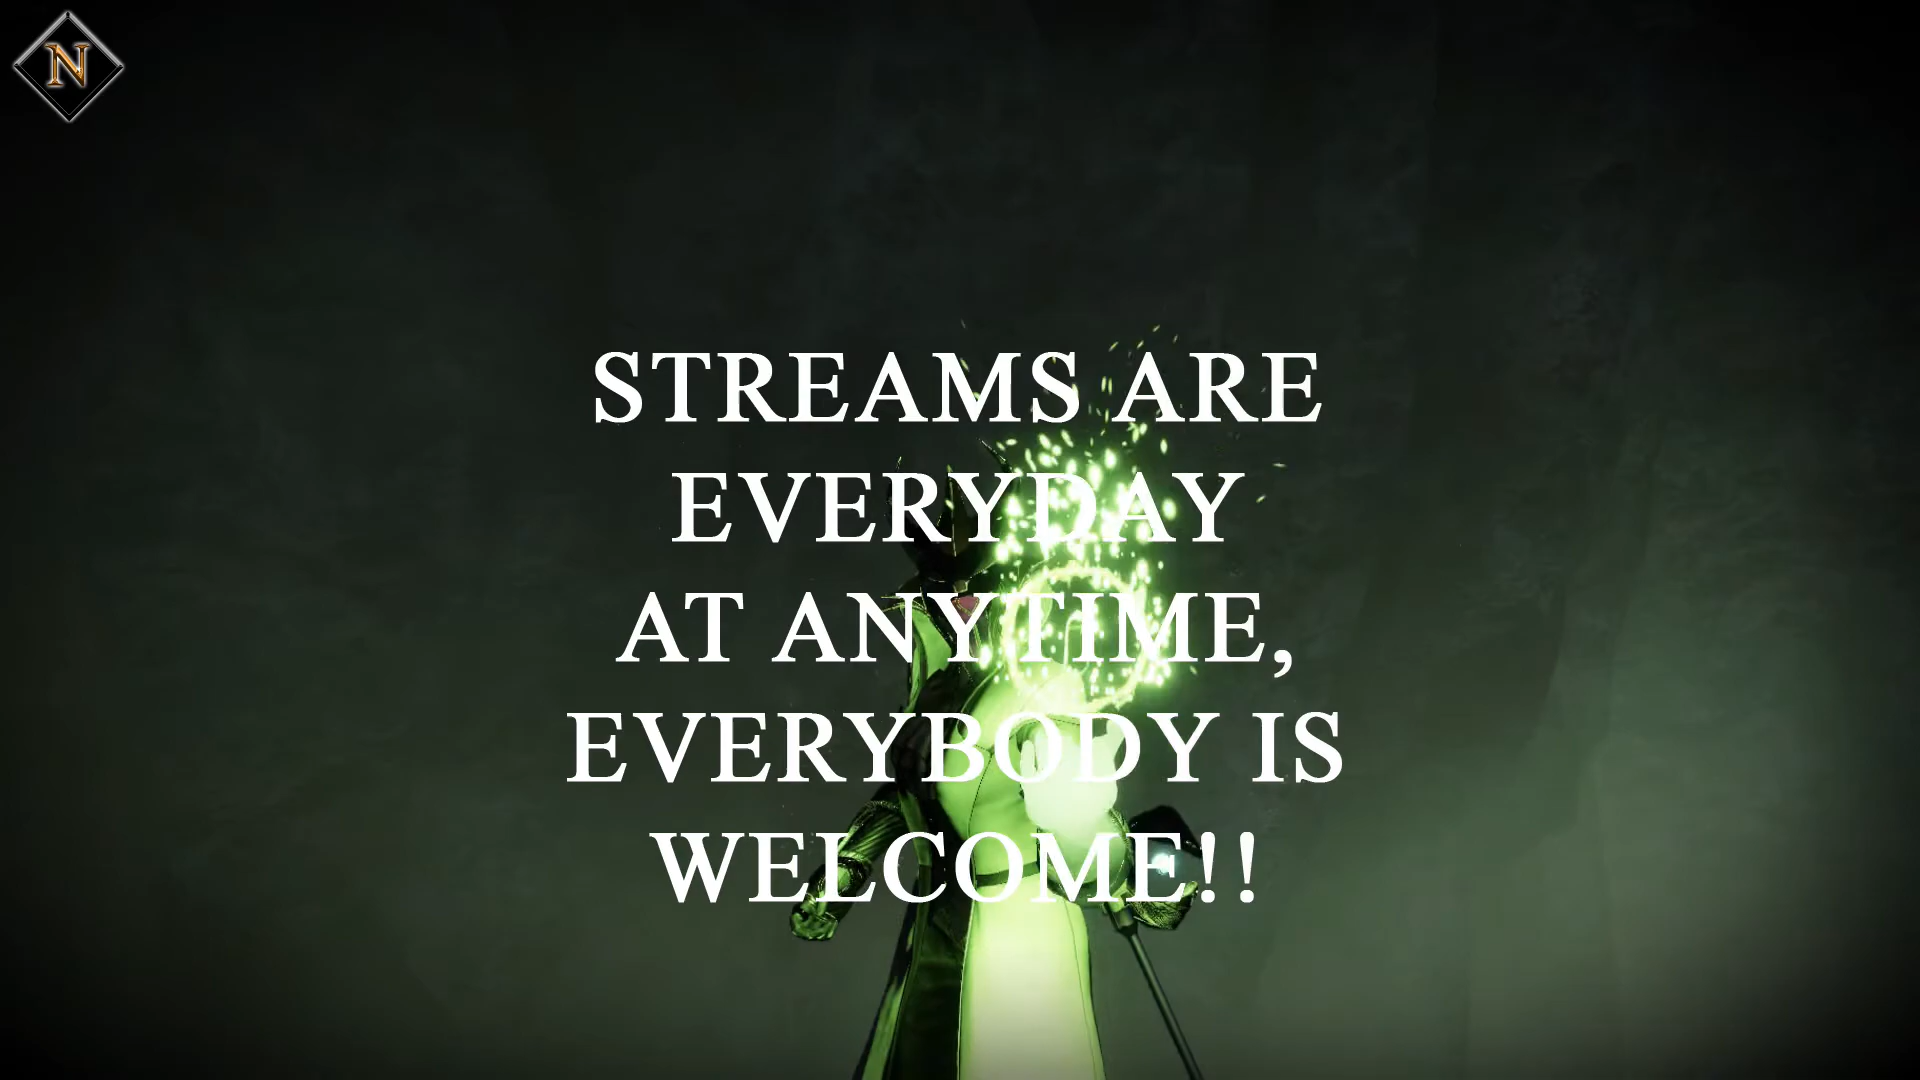 N
STREAMS ARE
EVERYDAY
AT ANYTIME,
EVERYBODY IS
WELCOME!!